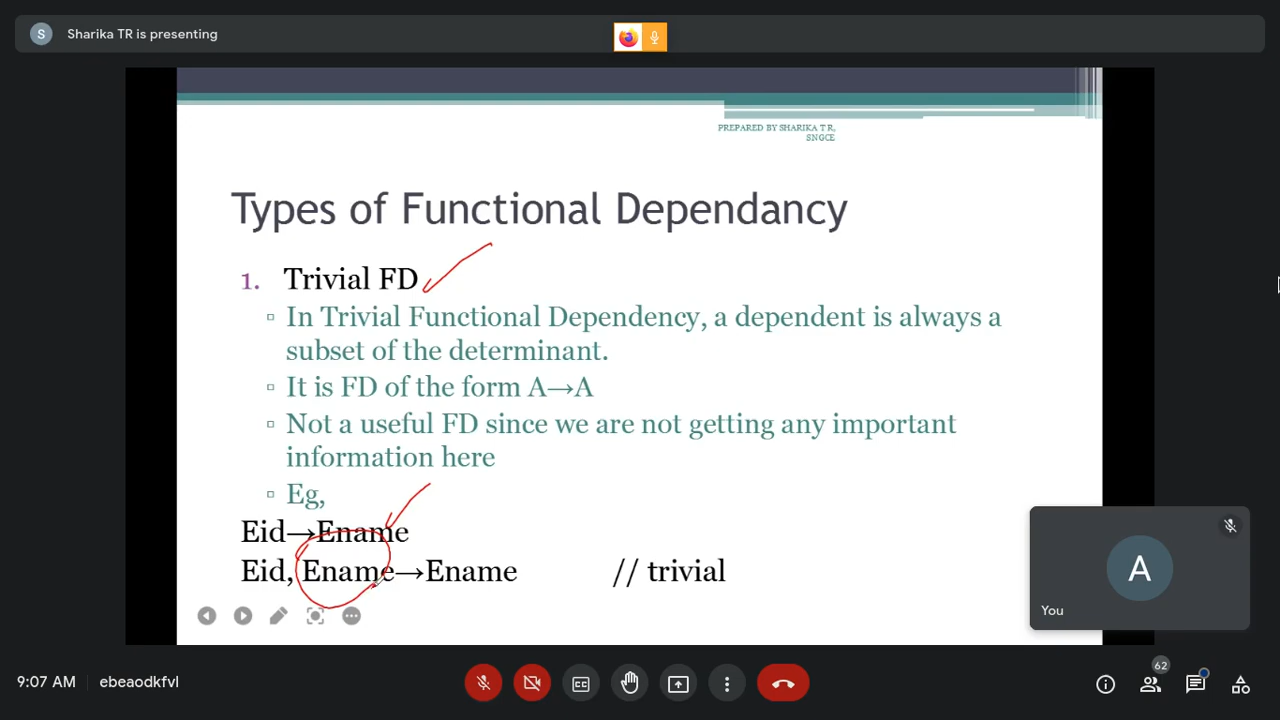 S Sharika TR is presenting
PREPARED BY SHARIKA T R,
SNGCE
Types of Functional Dependancy
1. Trivial FD
▫ In Trivial Functional Dependency, a dependent is always a
subset of the determinant.
▫ It is FD of the form A→A
▫ Not a useful FD since we are not getting any important
information here
▫ Eg,
Eid→Ename
Eid, Ename→Ename // trivial
A
You
9:07 AM | ebeaodkfvl
62